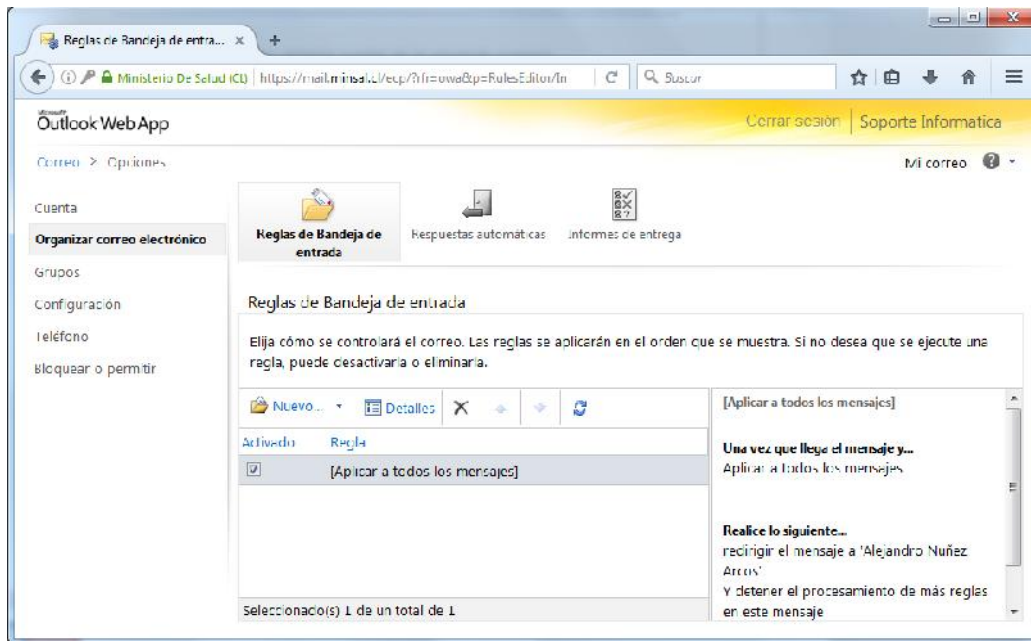 Reglas de Bandeja de entra... × +
Ministerio De Salud (CL) https://mail.minsal.cl/ecp/?rfr=owa&p=RulesEditor/In Buscar
Microsoft
Outlook Web App Cerrar sesión | Soporte Informatica
Correo > Opciones Mi correo
Cuenta
Organizar correo electrónico
Grupos
Configuración
Teléfono
Bloquear o permitir
Reglas de Bandeja de entrada
Respuestas automáticas
Informes de entrega
Reglas de Bandeja de entrada
Elija cómo se controlará el correo. Las reglas se aplicarán en el orden que se muestra. Si no desea que se ejecute una
regla, puede desactivarla o eliminarla.
Nuevo... Detalles
Activado Regla
[Aplicar a todos los mensajes]
Seleccionado(s) 1 de un total de 1
[Aplicar a todos los mensajes]
Una vez que llega el mensaje y...
Aplicar a todos los mensajes
Realice lo siguiente...
redirigir el mensaje a 'Alejandro Nuñez
Arcos'
Y detener el procesamiento de más reglas
en este mensaje